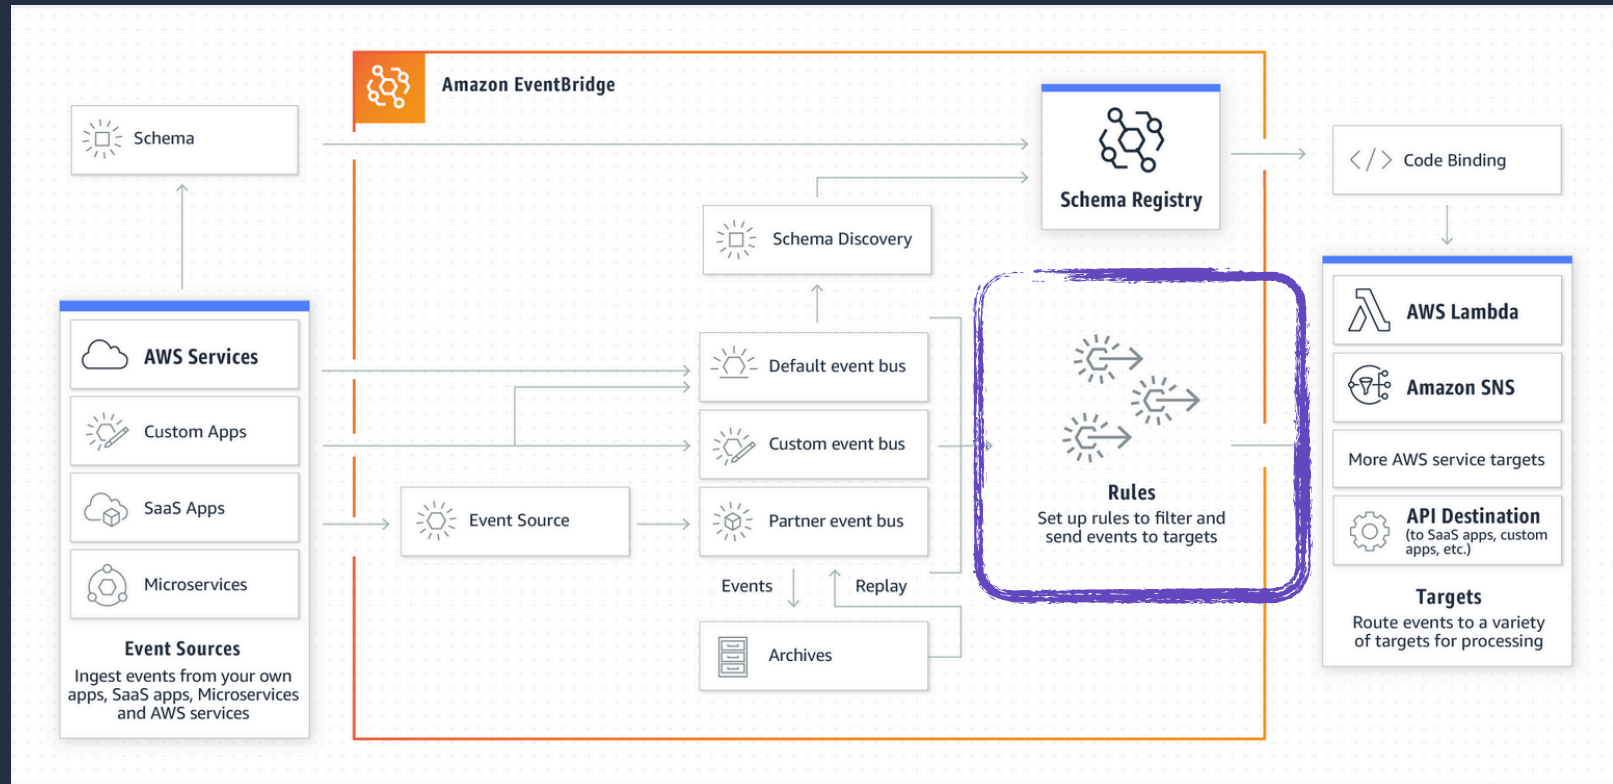 Amazon EventBridge
Schema
Schema Registry
Code Binding
Schema Discovery
AWS Services
Custom Apps
SaaS Apps
Microservices
Event Sources
Ingest events from your own
apps, SaaS apps, Microservices
and AWS services
Event Source
Default event bus
Custom event bus
Partner event bus
Events
Replay
Archives
Rules
Set up rules to filter and
send events to targets
AWS Lambda
Amazon SNS
More AWS service targets
API Destination
(to SaaS apps, custom
apps, etc.)
Targets
Route events to a variety
of targets for processing